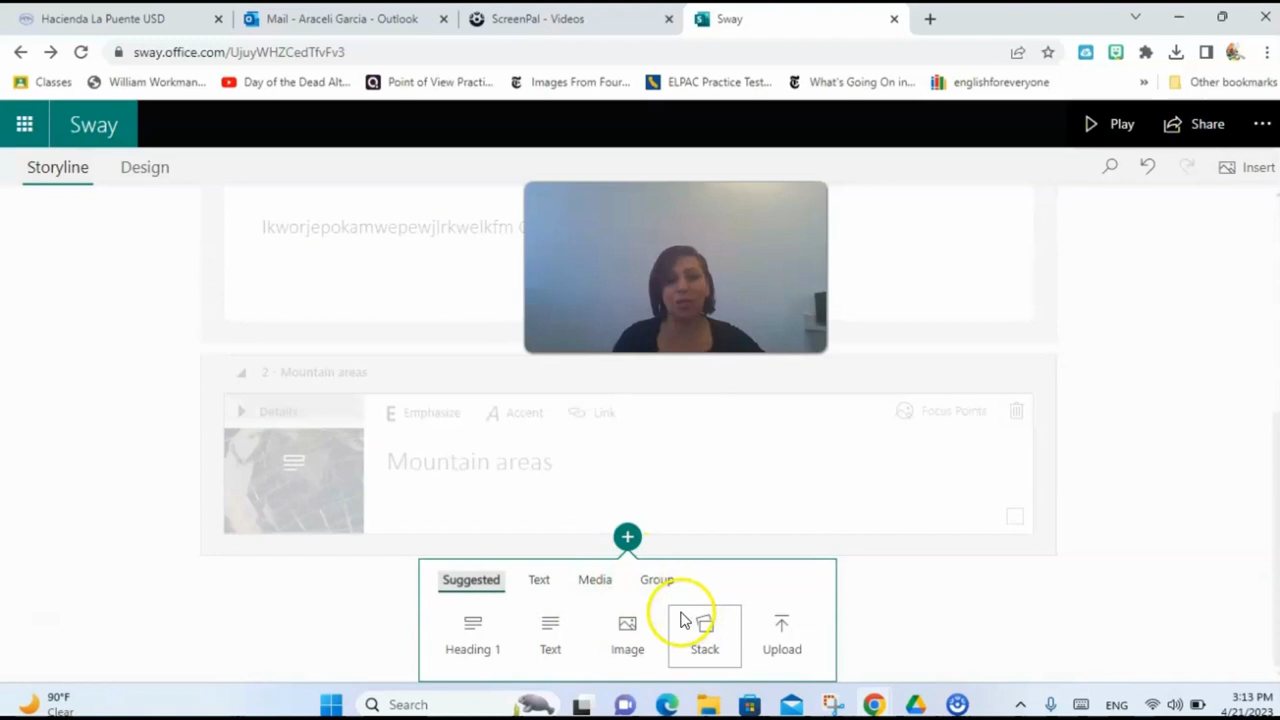 Hacienda La Puente USD
Mail - Araceli Garcia - Outlook
ScreenPal - Videos
Sway
sway.office.com/UjuyWHZCedTfvFv3
Classes
William Workman...
Day of the Dead Alt...
Point of View Practi...
Images From Four...
ELPAC Practice Test...
What's Going On in...
englishforeveryone
Other bookmarks
Sway
Play
Share
Storyline
Design
Insert
lkworjepokamwepewjlrkwelkfm
2 - Mountain areas
Details
Emphasize
Accent
Link
Focus Points
Mountain areas
Suggested
Text
Media
Group
Heading 1
Text
Image
Stack
Upload
90°F
Clear
Search
ENG
3:13 PM
4/21/2023